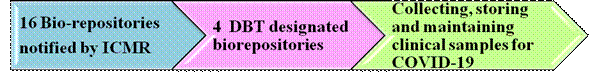 16 Bio-repositories
notified by ICMR
4 DBT designated
biorepositories
Collecting, storing
and maintaining
clinical samples for
COVID-19